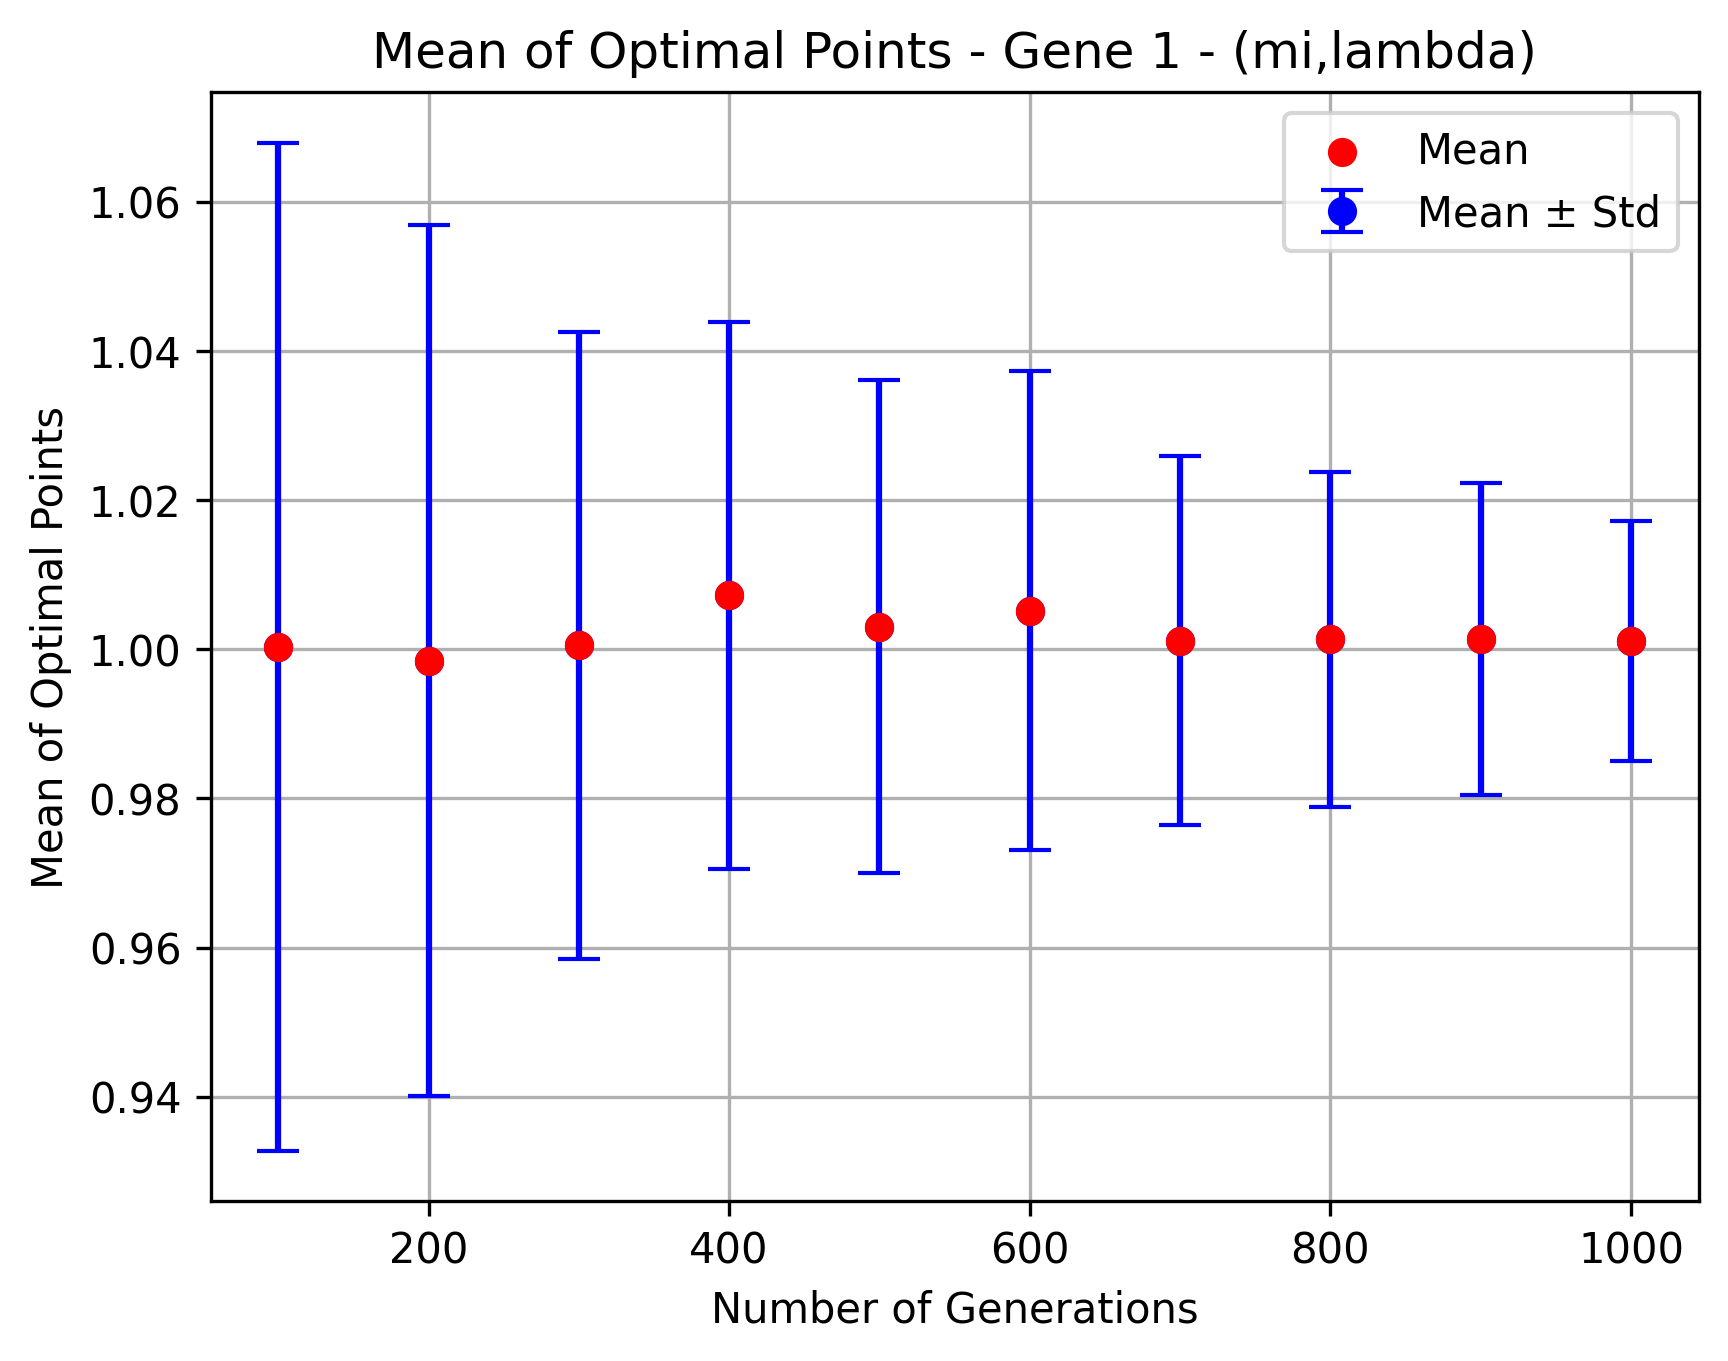 Mean of Optimal Points - Gene 1 - (mi,lambda)
Mean
Mean ± Std
1.06
1.04
1.02
1.00
0.98
0.96
0.94
Mean of Optimal Points
200 400 600 800 1000
Number of Generations